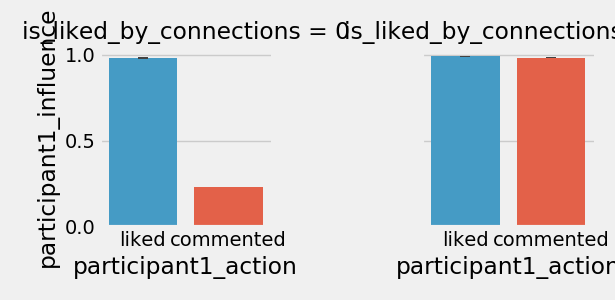 is_liked_by_connections = 0
is_liked_by_connections
participant1_influence
1.0
0.5
0.0
liked commented
liked commented
participant1_action
participant1_action